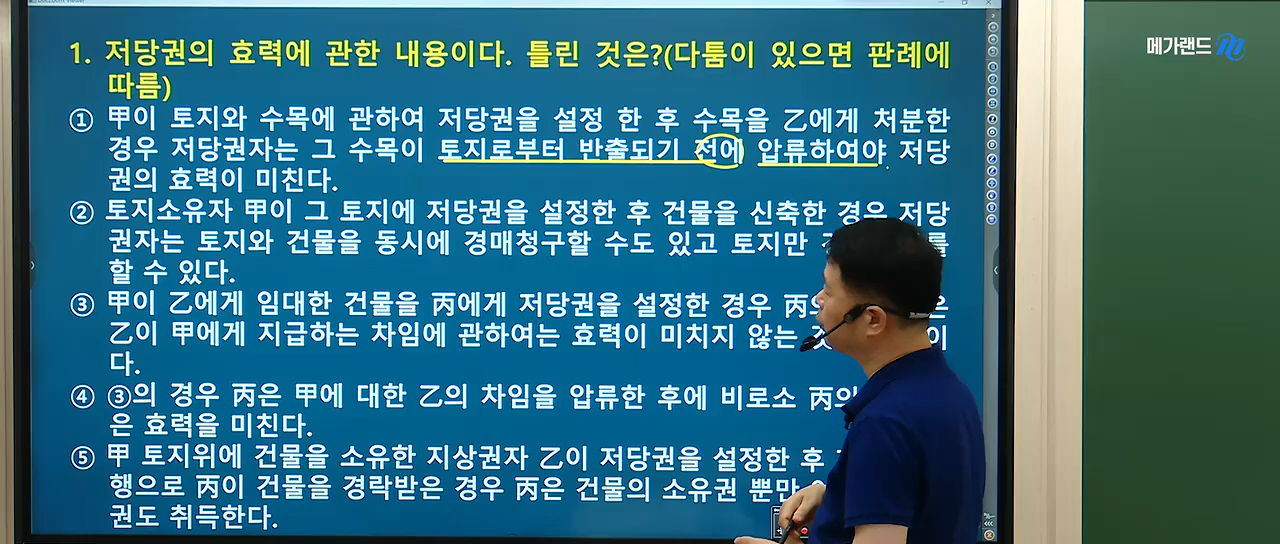 1. 저당권의 효력에 관한 내용이다. 틀린 것은?(다툼이 있으면 판례에
따름)
① 甲이 토지와 수목에 관하여 저당권을 설정 한 후 수목을 乙에게 처분한
경우 저당권자는 그 수목이 토지로부터 반출되기 전에 압류하여야 저당
권의 효력이 미친다.
② 토지소유자 甲이 그 토지에 저당권을 설정한 후 건물을 신축한 경우 저당
권자는 토지와 건물을 동시에 경매청구할 수도 있고 토지만
할 수 있다.
③ 甲이 乙에게 임대한 건물을 丙에게 저당권을 설정한 경우
乙이 甲에게 지급하는 차임에 관하여는 효력이 미치지 않는
다.
④ ③의 경우 丙은 甲에 대한 乙의 차임을 압류한 후에 비로소 丙의
은 효력을 미친다.
⑤ 甲 토지위에 건물을 소유한 지상권자 乙이 저당권을 설정한 후
행으로 丙이 건물을 경락받은 경우 丙은 건물의 소유권 뿐만
권도 취득한다.
메가랜드